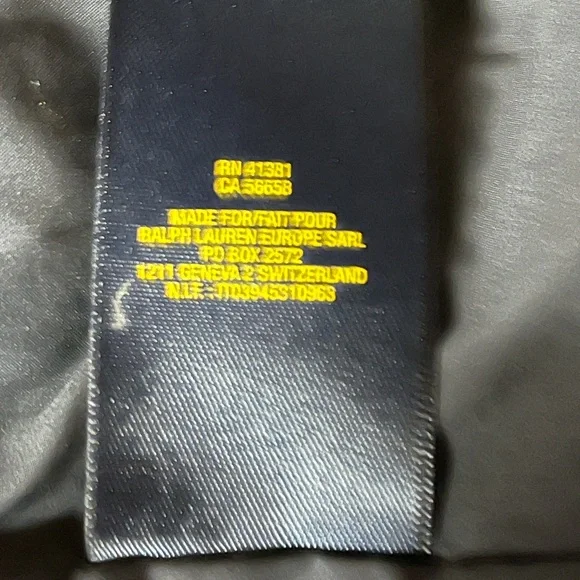 RN 41381
CA 56658
MADE FOR/FAIT POUR
RALPH LAUREN EUROPE SARL
PO BOX 2572
1211 GENEVA 2 SWITZERLAND
N.I.F. : IT03945310963